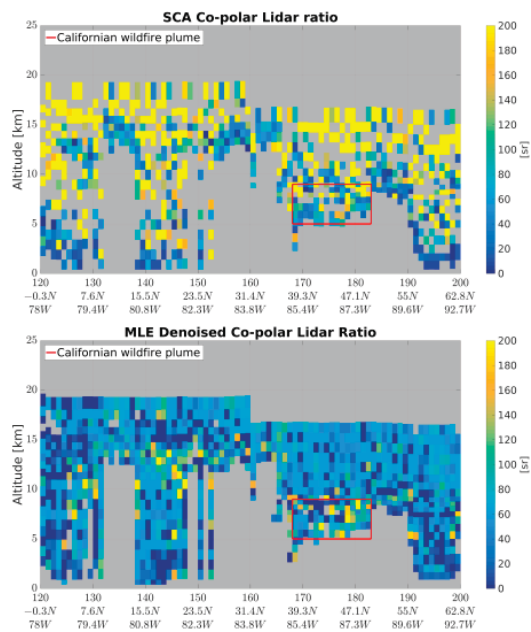 SCA Co-polar Lidar ratio
Californian wildfire plume
Altitude [km]
25
20
15
10
5
0
120 130 140 150 160 170 180 190 200
−0.3N 7.6N 15.5N 23.5N 31.4N 39.3N 47.1N 55N 62.8N
78W 79.4W 80.8W 82.3W 83.8W 85.4W 87.3W 89.6W 92.7W
200
180
160
140
120
100
80
60
40
20
0
[sr]
MLE Denoised Co-polar Lidar Ratio
Californian wildfire plume
Altitude [km]
25
20
15
10
5
0
120 130 140 150 160 170 180 190 200
−0.3N 7.6N 15.5N 23.5N 31.4N 39.3N 47.1N 55N 62.8N
78W 79.4W 80.8W 82.3W 83.8W 85.4W 87.3W 89.6W 92.7W
200
180
160
140
120
100
80
60
40
20
0
[sr]